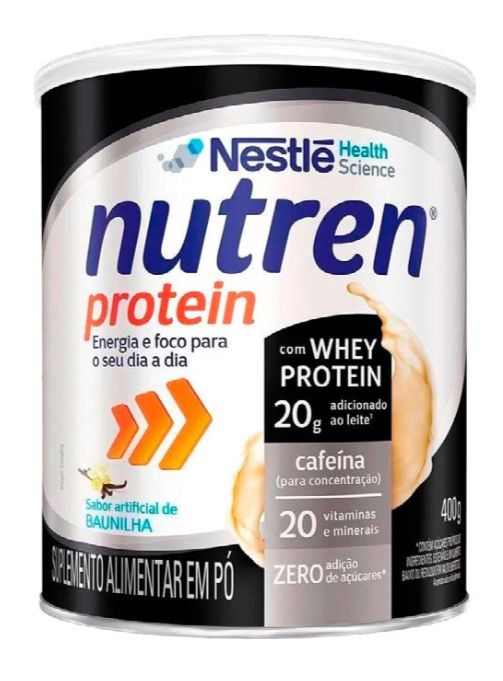 Nestlé Health Science
nutren®
protein
Energia e foco para
o seu dia a dia
com WHEY
PROTEIN
20g adicionado
ao leite¹
cafeína
(para concentração)
20 vitaminas
e minerais
ZERO adição
de açúcares*
Sabor artificial de
BAUNILHA
400g
SUPLEMENTO ALIMENTAR EM PÓ